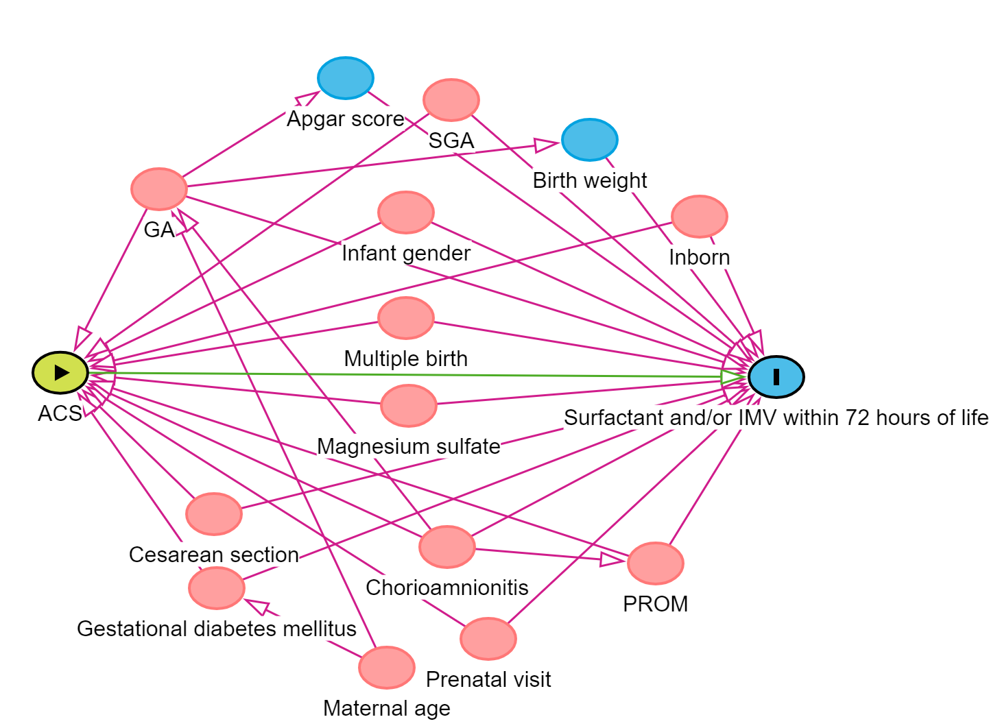 Apgar score
SGA
Birth weight
GA
Infant gender
Inborn
Multiple birth
ACS
Surfactant and/or IMV within 72 hours of life
Magnesium sulfate
Cesarean section
Chorioamnionitis
PROM
Gestational diabetes mellitus
Prenatal visit
Maternal age